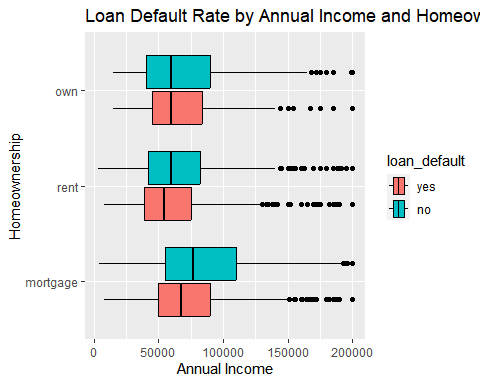 Loan Default Rate by Annual Income and Homeow
own
rent
mortgage
Homeownership
0 50000 100000 150000 200000
Annual Income
loan_default
yes
no